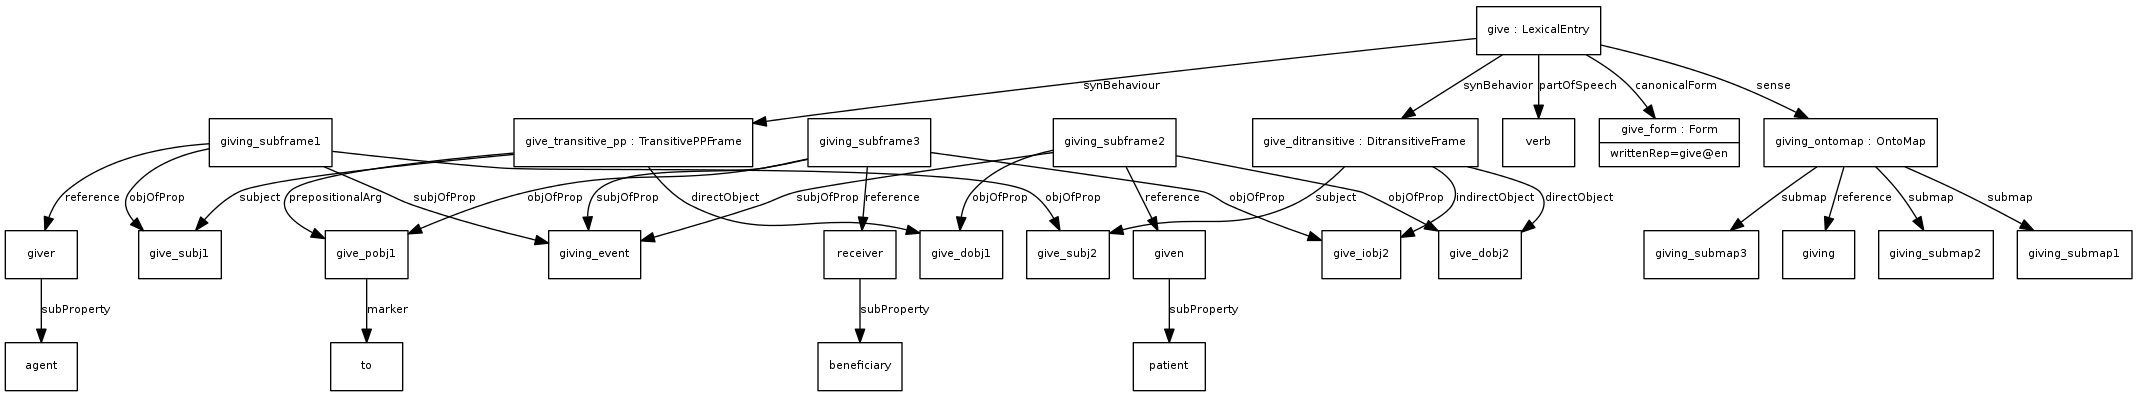 give : LexicalEntry
synBehaviour
synBehavior
partOfSpeech
canonicalForm
sense
giving_subframe1
give_transitive_pp : TransitivePPFrame
giving_subframe3
giving_subframe2
give_ditransitive : DitransitiveFrame
verb
give_form : Form
writtenRep=give@en
giving_ontomap : OntoMap
reference
objOfProp
subject
prepositionalArg
subjOfProp
objOfProp
subjOfProp
directObject
subjOfProp
reference
objOfProp
objOfProp
reference
objOfProp
subject
objOfProp
indirectObject
directObject
submap
reference
submap
submap
giver
give_subj1
give_pobj1
giving_event
receiver
give_dobj1
give_subj2
given
give_iobj2
give_dobj2
giving_submap3
giving
giving_submap2
giving_submap1
subProperty
marker
subProperty
subProperty
agent
to
beneficiary
patient